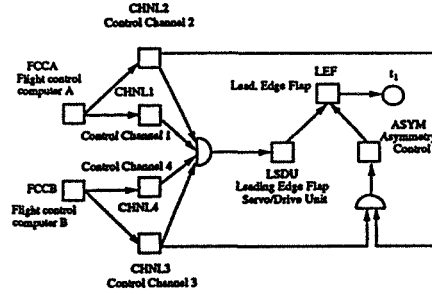 CHNL2
Control Channel 2
FCCA
Flight control
computer A
CHNL1
Control Channel 1
Control Channel 4
FCCB
Flight control
computer B
CHNL4
CHNL3
Control Channel 3
LEF
Lead. Edge Flap
t1
ASYM
Asymmetry
Control
LSDU
Leading Edge Flap
Servo/Drive Unit